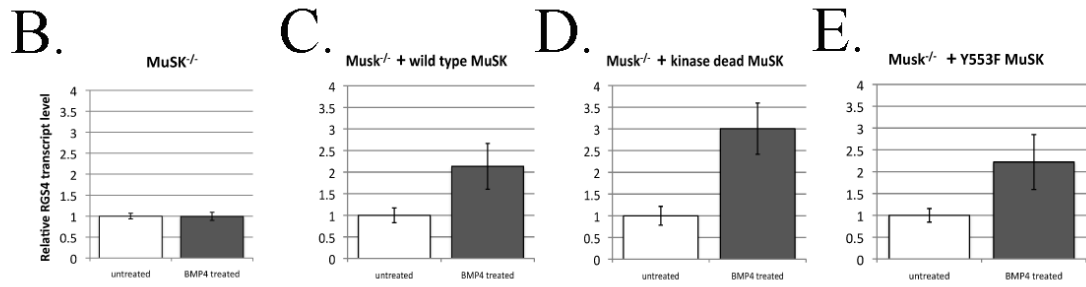 B.
MuSK-/-
Relative RGS4 transcript level
4
3.5
3
2.5
2
1.5
1
0.5
0
untreated
BMP4 treated
C.
Musk-/- + wild type MuSK
4
3.5
3
2.5
2
1.5
1
0.5
0
untreated
BMP4 treated
D.
Musk-/- + kinase dead MuSK
4
3.5
3
2.5
2
1.5
1
0.5
0
untreated
BMP4 treated
E.
Musk-/- + Y553F MuSK
4
3.5
3
2.5
2
1.5
1
0.5
0
untreated
BMP4 treated